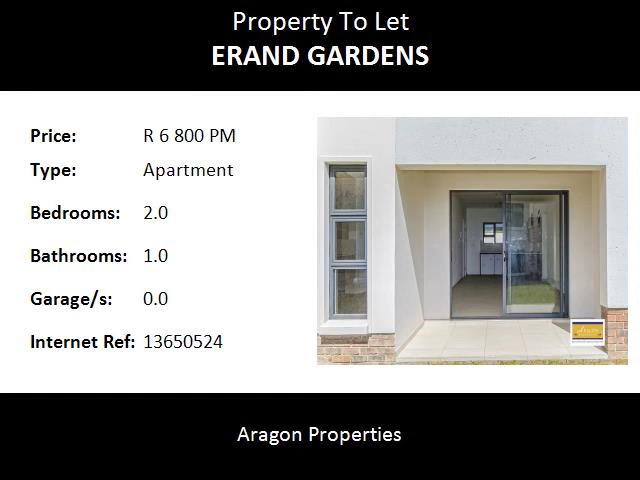 Property To Let
ERAND GARDENS
Price: R 6 800 PM
Type: Apartment
Bedrooms: 2.0
Bathrooms: 1.0
Garage/s: 0.0
Internet Ref: 13650524
Aragon Properties